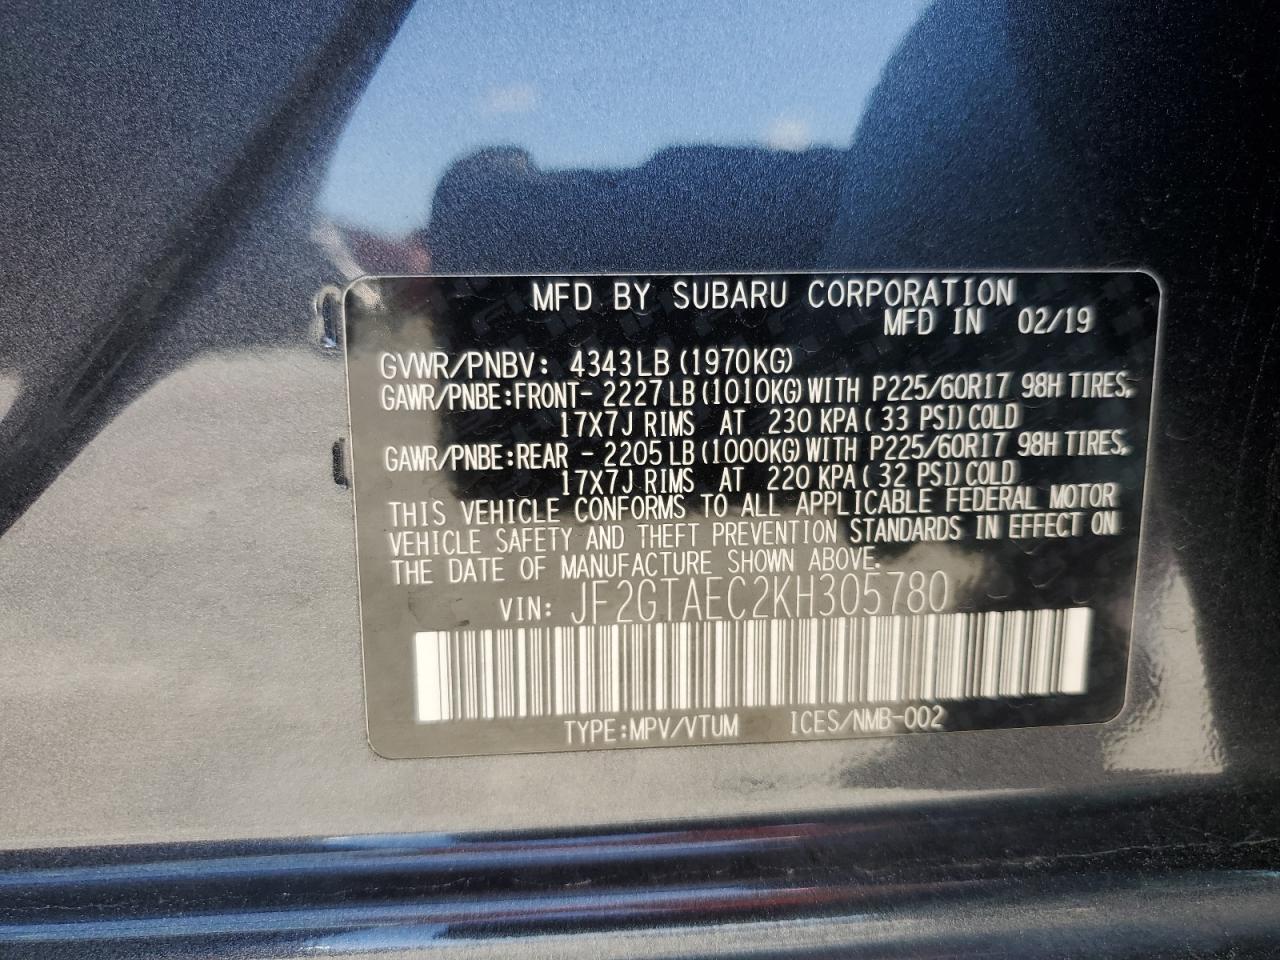 MFD BY SUBARU CORPORATION
MFD IN 02/19
GVWR/PNBV: 4343LB (1970KG)
GAWR/PNBE:FRONT- 2227 LB (1010KG) WITH P225/60R17 98H TIRES,
17X7J RIMS AT 230 KPA ( 33 PSI) COLD
GAWR/PNBE:REAR - 2205 LB (1000KG) WITH P225/60R17 98H TIRES,
17X7J RIMS AT 220 KPA ( 32 PSI) COLD
THIS VEHICLE CONFORMS TO ALL APPLICABLE FEDERAL MOTOR
VEHICLE SAFETY AND THEFT PREVENTION STANDARDS IN EFFECT ON
THE DATE OF MANUFACTURE SHOWN ABOVE.
VIN: JF2GTAEC2KH305780
TYPE:MPV/VTUM ICES/NMB-002